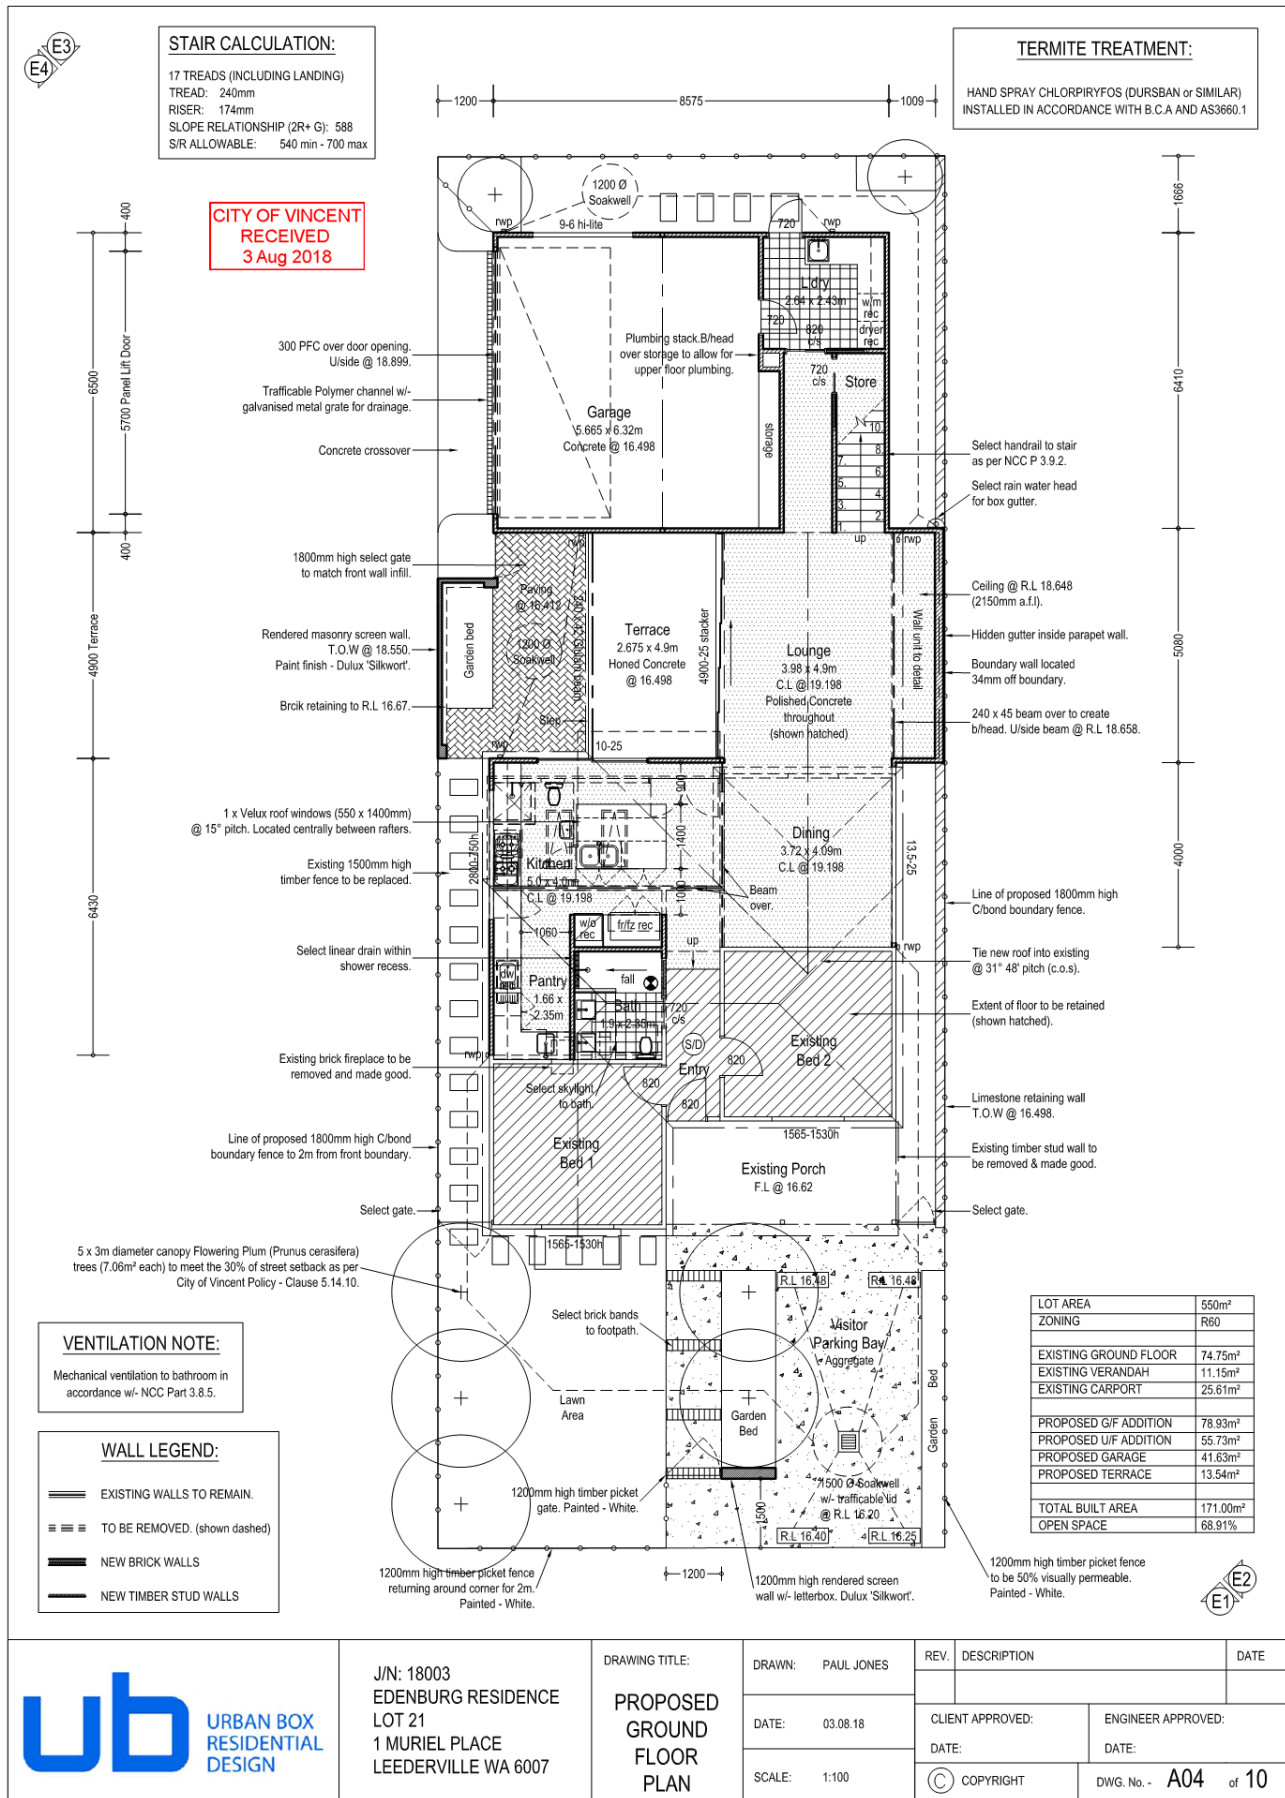 E3
E4
STAIR CALCULATION:
17 TREADS (INCLUDING LANDING)
TREAD: 240mm
RISER: 174mm
SLOPE RELATIONSHIP (2R+ G): 588
S/R ALLOWABLE: 540 min - 700 max
TERMITE TREATMENT:
HAND SPRAY CHLORPIRYFOS (DURSBAN or SIMILAR)
INSTALLED IN ACCORDANCE WITH B.C.A AND AS3660.1
1200
8575
1009
CITY OF VINCENT
RECEIVED
3 Aug 2018
1200 Ø
Soakwell
rwp
9-6 hi-lite
720
rwp
1666
400
6500
5700 Panel Lift Door
400
4900 Terrace
6430
6410
5080
4000
L'dry
2.64 x 2.43m
w/m
rec
dryer
rec
720
820
c/s
300 PFC over door opening.
U/side @ 18.899.
Plumbing stack.B/head
over storage to allow for
upper floor plumbing.
720
c/s
Store
Trafficable Polymer channel w/-
galvanised metal grate for drainage.
Garage
5.665 x 6.32m
Concrete @ 16.498
storage
Concrete crossover
10.
8.
7.
6.
5.
4.
3.
2.
1.
up
Select handrail to stair
as per NCC P 3.9.2.
Select rain water head
for box gutter.
rwp
rwp
1800mm high select gate
to match front wall infill.
Paving
@ 16.412
1200 Ø
Soakwell
Garden bed
Terrace
2.675 x 4.9m
Honed Concrete
@ 16.498
4900-25 stacker
Lounge
3.98 x 4.9m
C.L @ 19.198
Polished Concrete
throughout
(shown hatched)
Wall unit to detail
Ceiling @ R.L 18.648
(2150mm a.f.l).
Rendered masonry screen wall.
T.O.W @ 18.550.
Paint finish - Dulux 'Silkwort'.
Hidden gutter inside parapet wall.
Boundary wall located
34mm off boundary.
Brcik retaining to R.L 16.67.
Step
240 x 45 beam over to create
b/head. U/side beam @ R.L 18.658.
rwp
10-25
900
1400
1000
1 x Velux roof windows (550 x 1400mm)
@ 15° pitch. Located centrally between rafters.
2800-750h
Kitchen
5.0 x 4.0m
C.L @ 19.198
Dining
3.72 x 4.09m
C.L @ 19.198
13.5-25
Existing 1500mm high
timber fence to be replaced.
Beam
over.
Line of proposed 1800mm high
C/bond boundary fence.
1060
w/o
rec
fr/fz rec
up
rwp
Select linear drain within
shower recess.
Tie new roof into existing
@ 31° 48' pitch (c.o.s).
dw
Pantry
1.66 x
2.35m
fall
Bath
1.9 x 2.35m
720
c/s
S/D
Entry
Extent of floor to be retained
(shown hatched).
Existing
Bed 2
rwp
Existing brick fireplace to be
removed and made good.
Select skylight
to bath.
820
820
820
Limestone retaining wall
T.O.W @ 16.498.
Line of proposed 1800mm high C/bond
boundary fence to 2m from front boundary.
Existing
Bed 1
1565-1530h
Existing Porch
F.L @ 16.62
Existing timber stud wall to
be removed & made good.
Select gate.
Select gate.
1565-1530h
5 x 3m diameter canopy Flowering Plum (Prunus cerasifera)
trees (7.06m² each) to meet the 30% of street setback as per
City of Vincent Policy - Clause 5.14.10.
R.L 16.48
R.L 16.48
Select brick bands
to footpath.
Visitor
Parking Bay
Aggregate
Garden Bed
Lawn
Area
Garden
Bed
VENTILATION NOTE:
Mechanical ventilation to bathroom in
accordance w/- NCC Part 3.8.5.
WALL LEGEND:
EXISTING WALLS TO REMAIN.
TO BE REMOVED. (shown dashed)
NEW BRICK WALLS
NEW TIMBER STUD WALLS
1200mm high timber picket
gate. Painted - White.
1500
1500 Ø Soakwell
w/- trafficable lid
@ R.L 16.20
R.L 16.40
R.L 16.25
1200mm high timber picket fence
returning around corner for 2m.
Painted - White.
1200
1200mm high rendered screen
wall w/- letterbox. Dulux 'Silkwort'.
1200mm high timber picket fence
to be 50% visually permeable.
Painted - White.
LOT AREA 550m²
ZONING R60
EXISTING GROUND FLOOR 74.75m²
EXISTING VERANDAH 11.15m²
EXISTING CARPORT 25.61m²
PROPOSED G/F ADDITION 78.93m²
PROPOSED U/F ADDITION 55.73m²
PROPOSED GARAGE 41.63m²
PROPOSED TERRACE 13.54m²
TOTAL BUILT AREA 171.00m²
OPEN SPACE 68.91%
E2
E1
ub
URBAN BOX
RESIDENTIAL
DESIGN
J/N: 18003
EDENBURG RESIDENCE
LOT 21
1 MURIEL PLACE
LEEDERVILLE WA 6007
DRAWING TITLE:
PROPOSED
GROUND
FLOOR
PLAN
DRAWN: PAUL JONES
DATE: 03.08.18
SCALE: 1:100
REV. DESCRIPTION DATE
CLIENT APPROVED:
DATE:
ENGINEER APPROVED:
DATE:
© COPYRIGHT
DWG. No. - A04 of 10